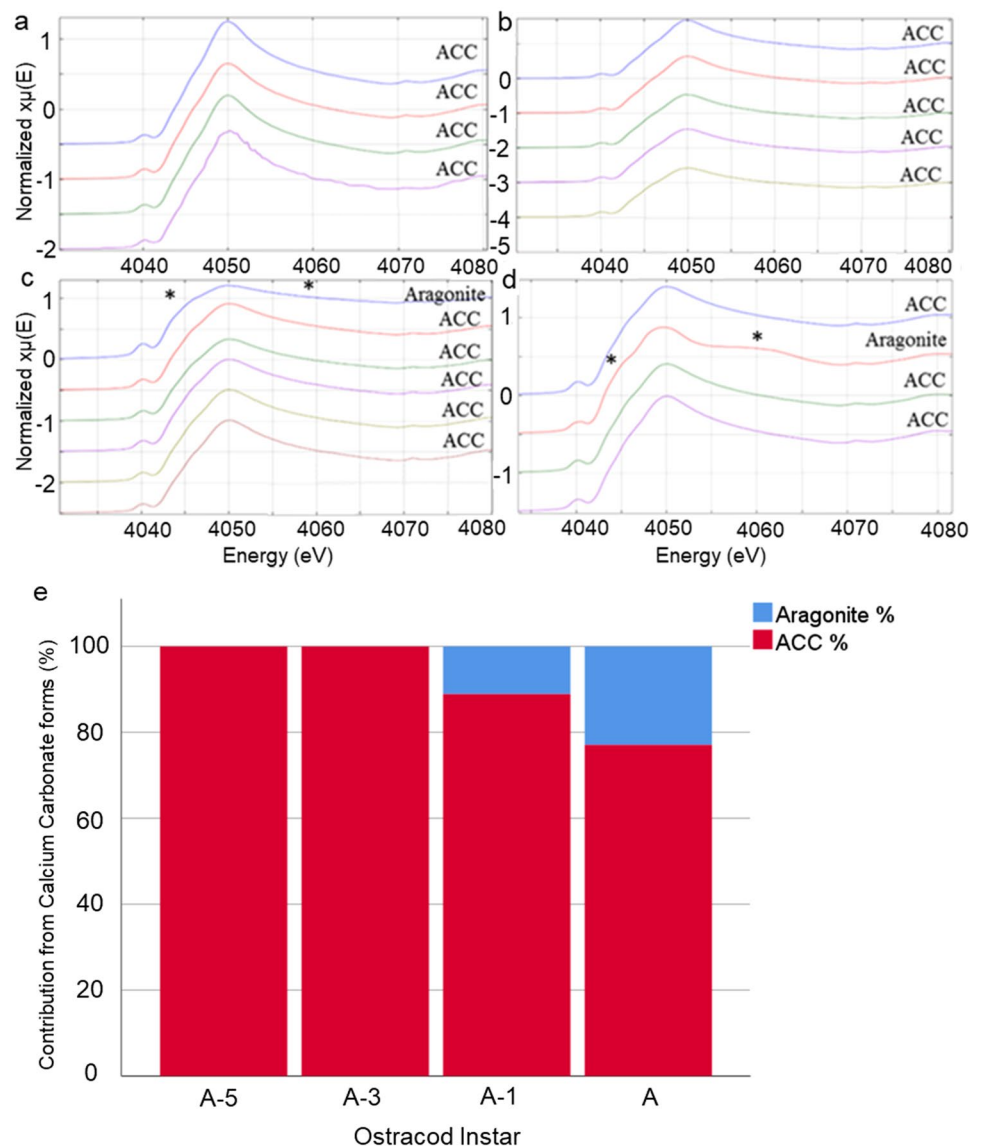 a
Normalized xμ(E)
1
0
-1
-2
ACC
ACC
ACC
ACC
4040 4050 4060 4070 4080
b
0
-1
-2
-3
-4
-5
ACC
ACC
ACC
ACC
ACC
4040 4050 4060 4070 4080
c
Normalized xμ(E)
1
0
-1
-2
* *
Aragonite
ACC
ACC
ACC
ACC
ACC
4040 4050 4060 4070 4080
Energy (eV)
d
1
0
-1
* *
ACC
Aragonite
ACC
ACC
4040 4050 4060 4070 4080
Energy (eV)
e
Aragonite %
ACC %
Contribution from Calcium Carbonate forms (%)
100
80
60
40
20
0
A-5 A-3 A-1 A
Ostracod Instar